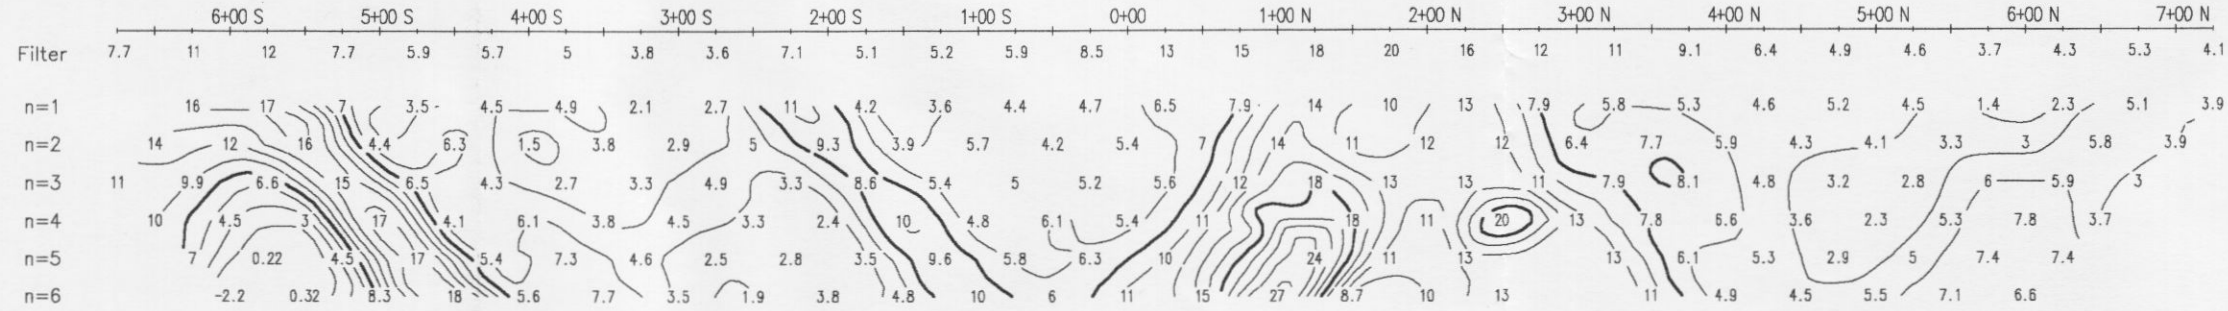 6+00 S 5+00 S 4+00 S 3+00 S 2+00 S 1+00 S 0+00 1+00 N 2+00 N 3+00 N 4+00 N 5+00 N 6+00 N 7+00 N
Filter 7.7 11 12 7.7 5.9 5.7 5 3.8 3.6 7.1 5.1 5.2 5.9 8.5 13 15 18 20 16 12 11 9.1 6.4 4.9 4.6 3.7 4.3 5.3 4.1
n=1 16 17 7 3.5 4.5 4.9 2.1 2.7 11 4.2 3.6 4.4 4.7 6.5 7.9 14 10 13 7.9 5.8 5.3 4.6 5.2 4.5 1.4 2.3 5.1 3.9
n=2 14 12 16 4.4 6.3 1.5 3.8 2.9 5 9.3 3.9 5.7 4.2 5.4 7 14 11 12 12 6.4 7.7 5.9 4.3 4.1 3.3 3 5.8 3.9
n=3 11 9.9 6.6 15 6.5 4.3 2.7 3.3 4.9 3.3 8.6 5.4 5 5.2 5.6 12 18 13 13 11 7.9 8.1 4.8 3.2 2.8 6 5.9 3
n=4 10 4.5 3 17 4.1 6.1 3.8 4.5 3.3 2.4 10 4.8 6.1 5.4 11 18 11 20 13 7.8 6.6 3.6 2.3 5.3 7.8 3.7
n=5 7 0.22 4.5 17 5.4 7.3 4.6 2.5 2.8 3.5 9.6 5.8 6.3 10 24 11 13 13 6.1 5.3 2.9 5 7.4 7.4
n=6 -2.2 0.32 8.3 18 5.6 7.7 3.5 1.9 3.8 4.8 10 6 11 15 27 8.7 10 13 11 4.9 4.5 5.5 7.1 6.6